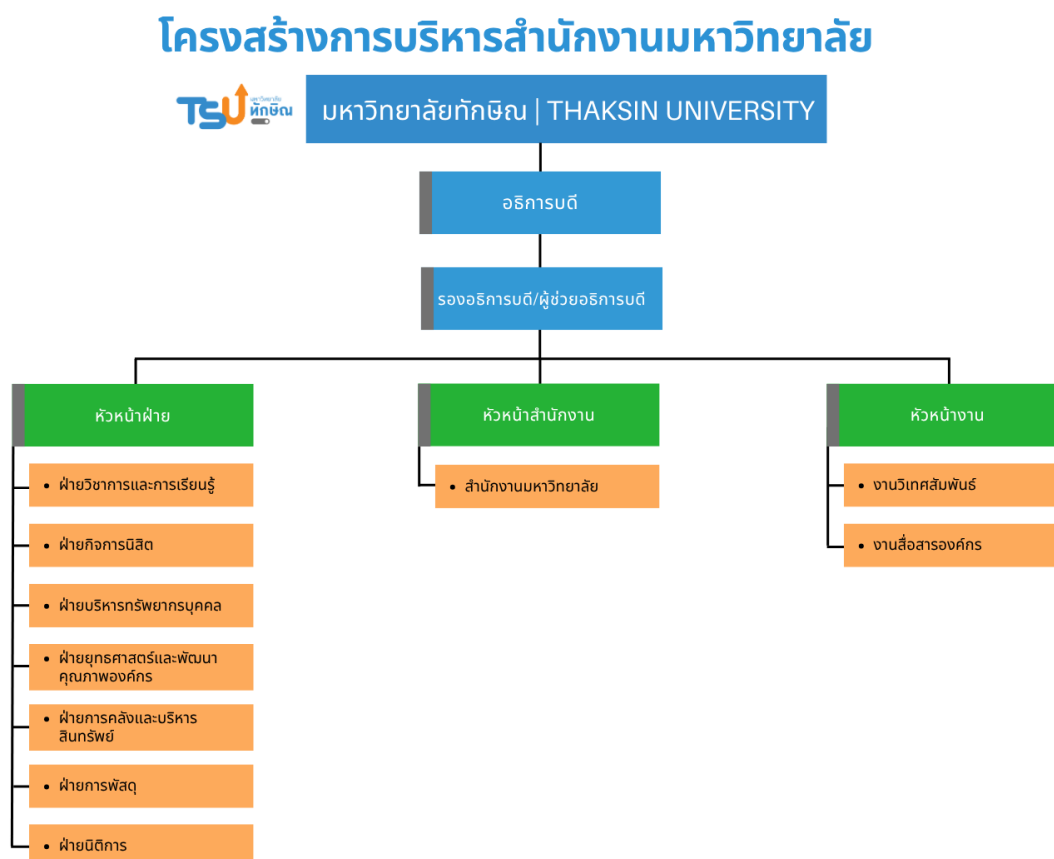 โครงสร้างการบริหารสำนักงานมหาวิทยาลัย
TSU มหาวิทยาลัย
ทักษิณ
มหาวิทยาลัยทักษิณ | THAKSIN UNIVERSITY
อธิการบดี
รองอธิการบดี/ผู้ช่วยอธิการบดี
หัวหน้าฝ่าย
• ฝ่ายวิชาการและการเรียนรู้
• ฝ่ายกิจการนิสิต
• ฝ่ายบริหารทรัพยากรบุคคล
• ฝ่ายยุทธศาสตร์และพัฒนา
คุณภาพองค์กร
• ฝ่ายการคลังและบริหาร
สินทรัพย์
• ฝ่ายการพัสดุ
• ฝ่ายนิติการ
หัวหน้าสำนักงาน
• สำนักงานมหาวิทยาลัย
หัวหน้างาน
• งานวิเทศสัมพันธ์
• งานสื่อสารองค์กร